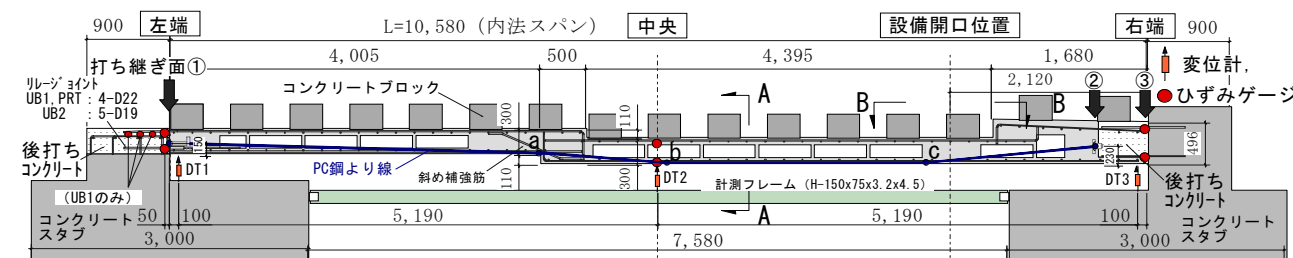 900
左端
L=10,580 (内法スパン)
中央
設備開口位置
右端
900
4,005
500
4,395
1,680
打ち継ぎ面①
2,120
②
③
変位計,
ひずみゲージ
リレージョイント
UB1,PRT : 4-D22
UB2 5-D19
コンクリートブロック
300
110
A
B
B
a
b
c
150
496
230
後打ち
コンクリート
PC鋼より線
斜め補強筋
110
300
DT1
DT2
DT3
計測フレーム (H-150x75x3.2x4.5)
後打ち
コンクリート
(UB1のみ)
50
100
5,190
A
5,190
100
コンクリート
スタブ
コンクリート
スタブ
3,000
7,580
3,000